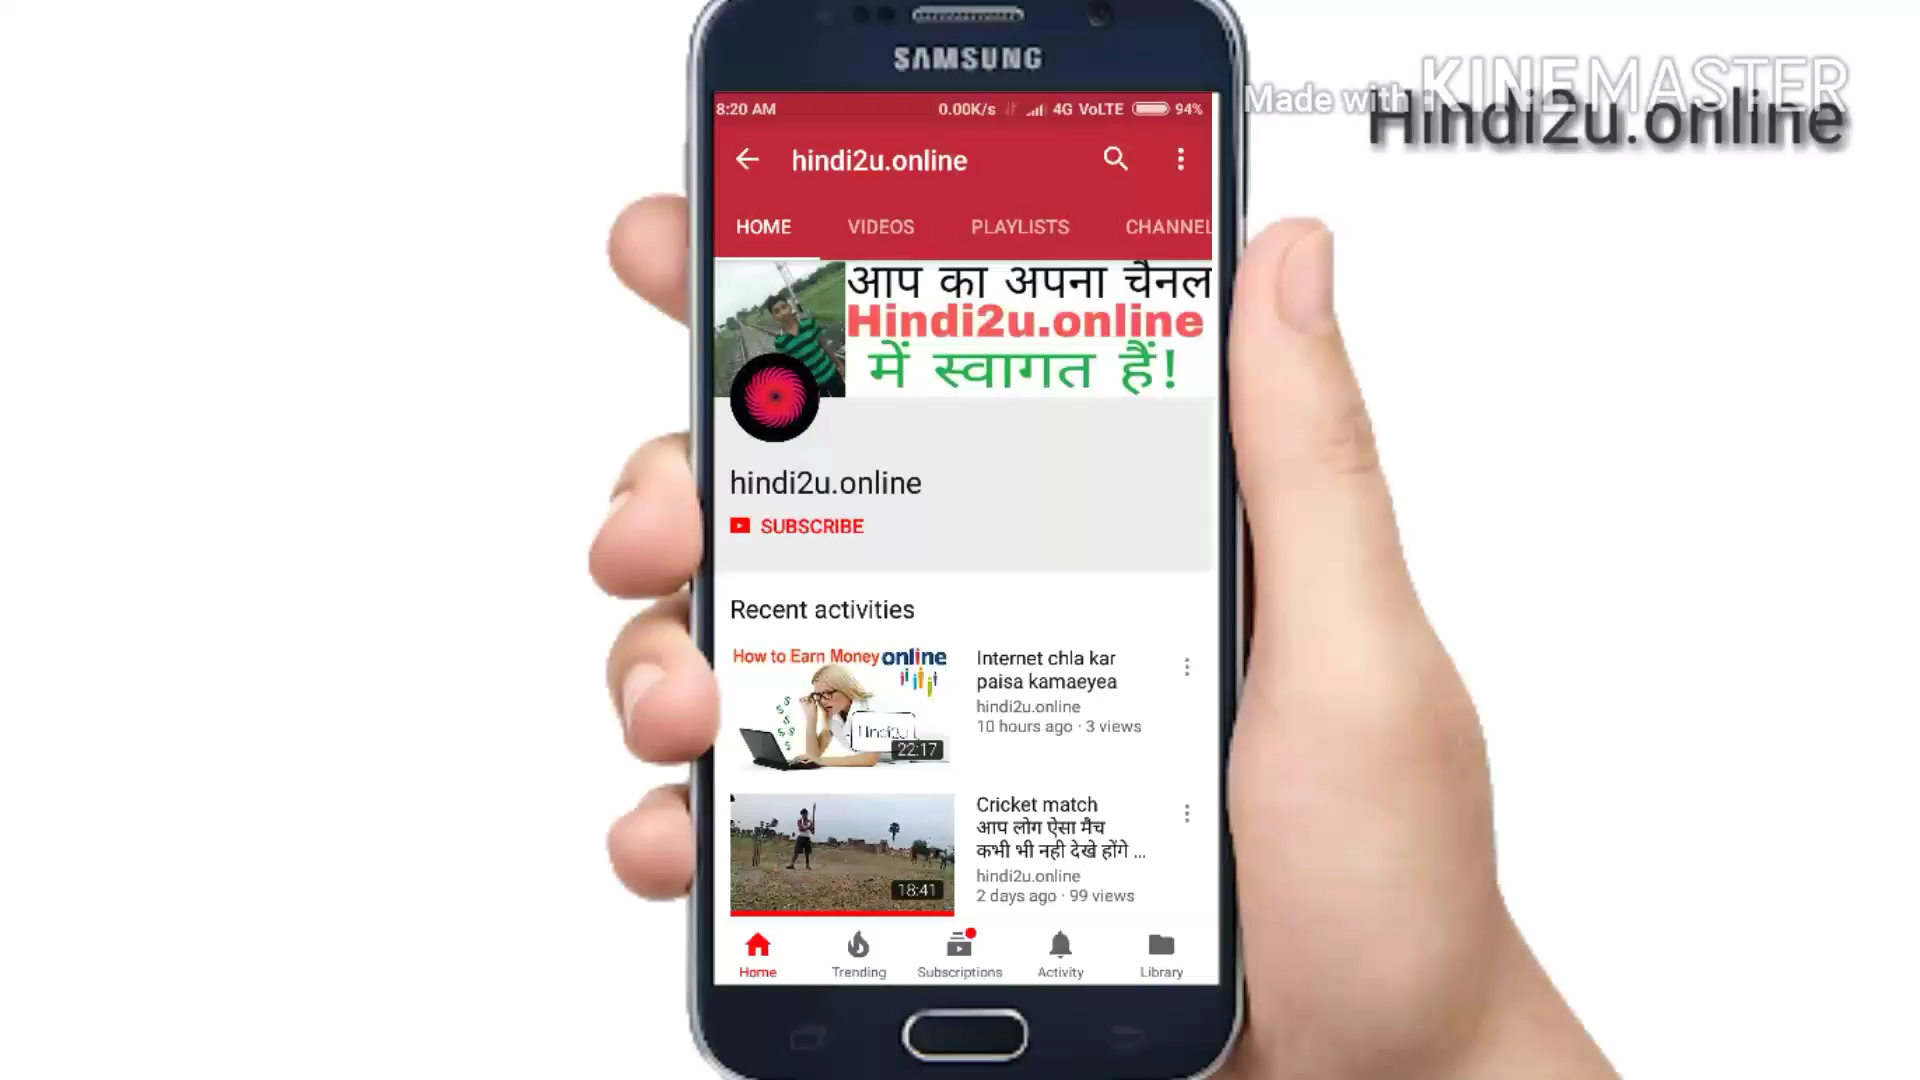 SAMSUNG
Made with KINEMASTER
Hindi2u.online
8:20 AM 0.00K/s 4G VoLTE 94%
hindi2u.online
HOME VIDEOS PLAYLISTS CHANNEL
आप का अपना चैनल
Hindi2u.online
में स्वागत हैं!
hindi2u.online
SUBSCRIBE
Recent activities
How to Earn Money online
22:17
Internet chla kar
paisa kamaeyea
hindi2u.online
10 hours ago · 3 views
18:41
Cricket match
आप लोग ऐसा मैच
कभी भी नही देखे होंगे ...
hindi2u.online
2 days ago · 99 views
Home Trending Subscriptions Activity Library